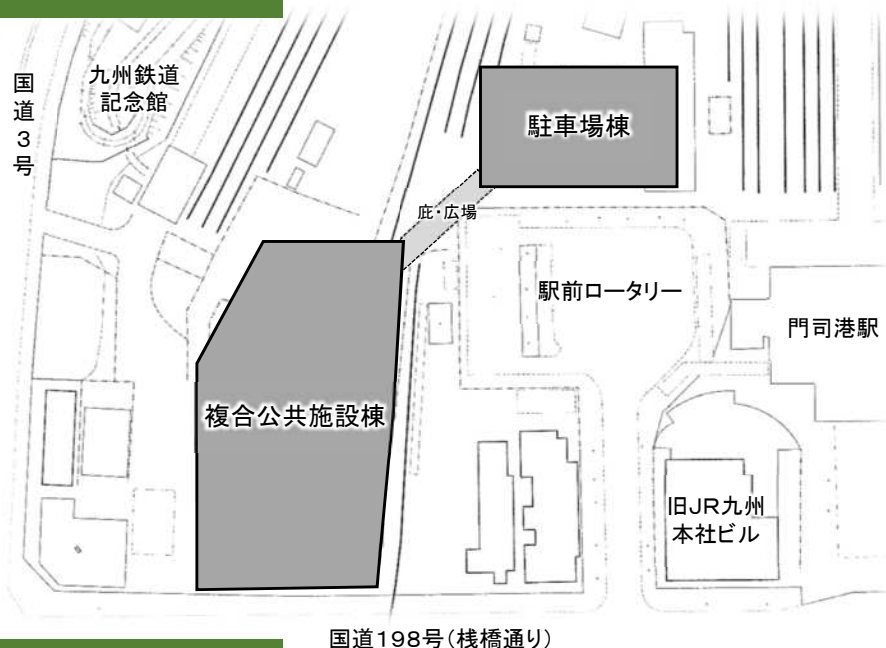 国道3号
九州鉄道
記念館
駐車場棟
庇・広場
駅前ロータリー
門司港駅
複合公共施設棟
旧JR九州
本社ビル
国道198号(桟橋通り)